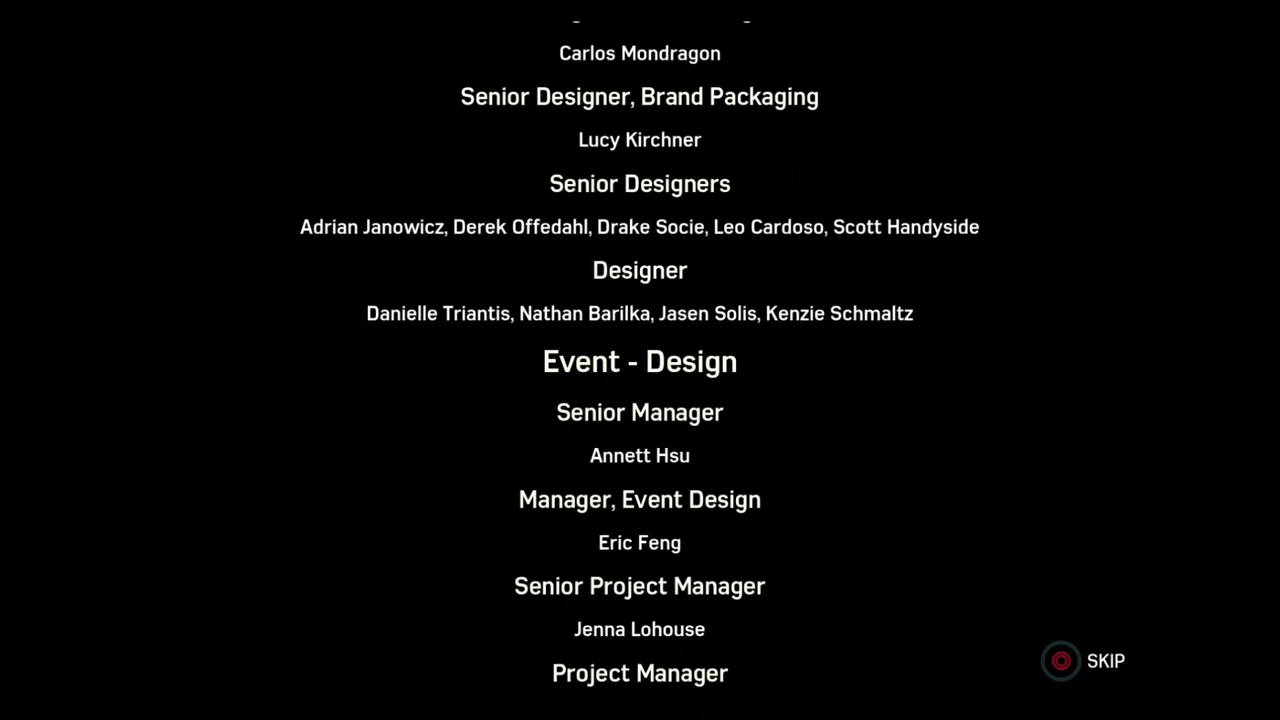 Carlos Mondragon
Senior Designer, Brand Packaging
Lucy Kirchner
Senior Designers
Adrian Janowicz, Derek Offedahl, Drake Socie, Leo Cardoso, Scott Handyside
Designer
Danielle Triantis, Nathan Barilka, Jasen Solis, Kenzie Schmaltz
Event - Design
Senior Manager
Annett Hsu
Manager, Event Design
Eric Feng
Senior Project Manager
Jenna Lohouse
SKIP
Project Manager